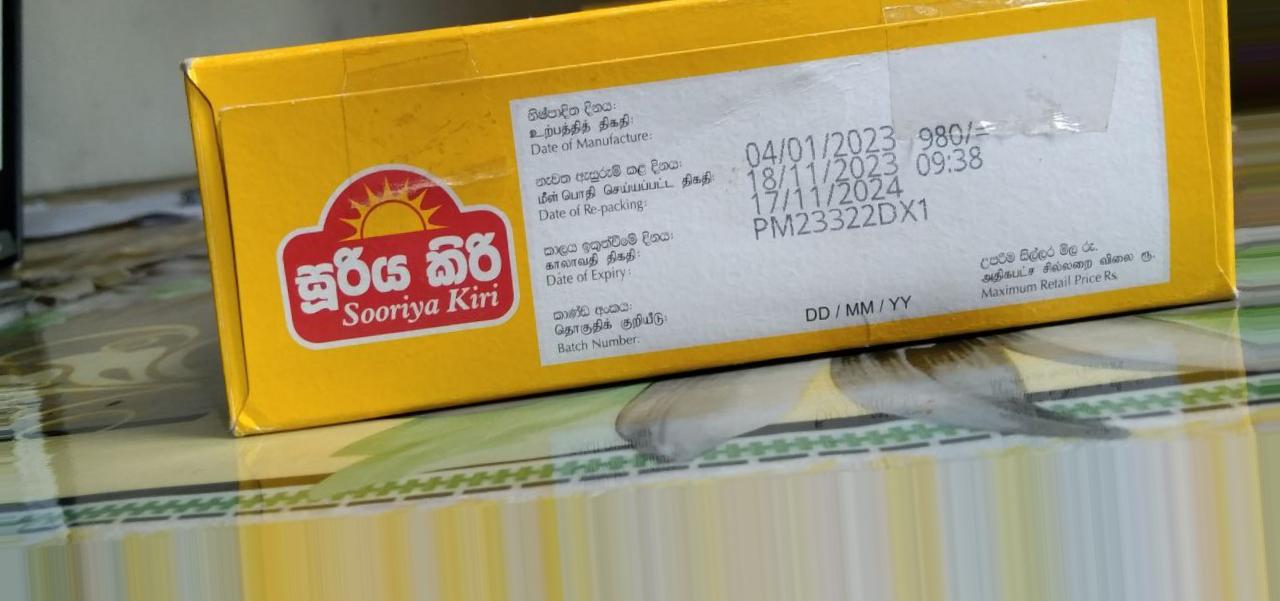 සූරිය කිරි
Sooriya Kiri
නිෂ්පාදිත දිනය:
உற்பத்தித் திகதி:
Date of Manufacture:
නැවත ඇසුරුම් කළ දිනය:
மீள் பொதி செய்யப்பட்ட திகதி:
Date of Re-packing:
කාලය ඉකුත්වීමේ දිනය:
காலாவதி திகதி:
Date of Expiry:
කාණ්ඩ අංකය:
தொகுதிக் குறியீடு:
Batch Number:
04/01/2023 980/=
18/11/2023 09:38
17/11/2024
PM23322DX1
DD / MM / YY
උපරිම සිල්ලර මිල රු.
அதிகபட்ச சில்லறை விலை ரூ.
Maximum Retail Price Rs.